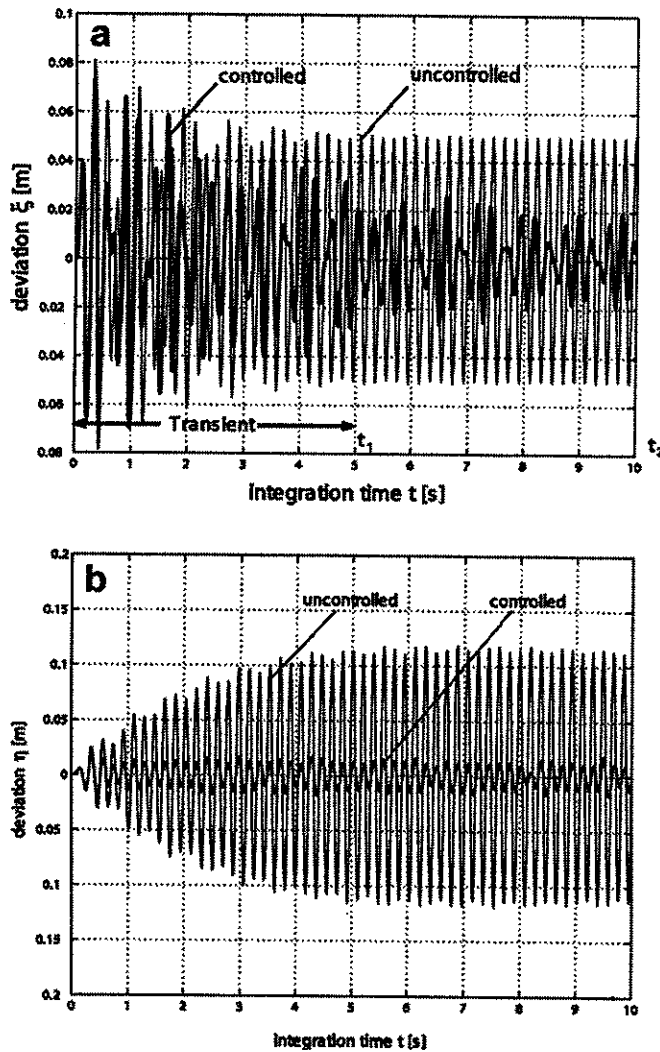 a
0.1
0.08
controlled
uncontrolled
0.06
0.04
0.02
0
0.02
0.04
0.06
0.08
deviation ξ [m]
Transient
t1
t2
0 1 2 3 4 5 6 7 8 9 10
integration time t [s]
b
0.2
uncontrolled
controlled
0.15
0.1
0.05
0
0.05
0.1
0.15
0.2
deviation η [m]
0 1 2 3 4 5 6 7 8 9 10
integration time t [s]